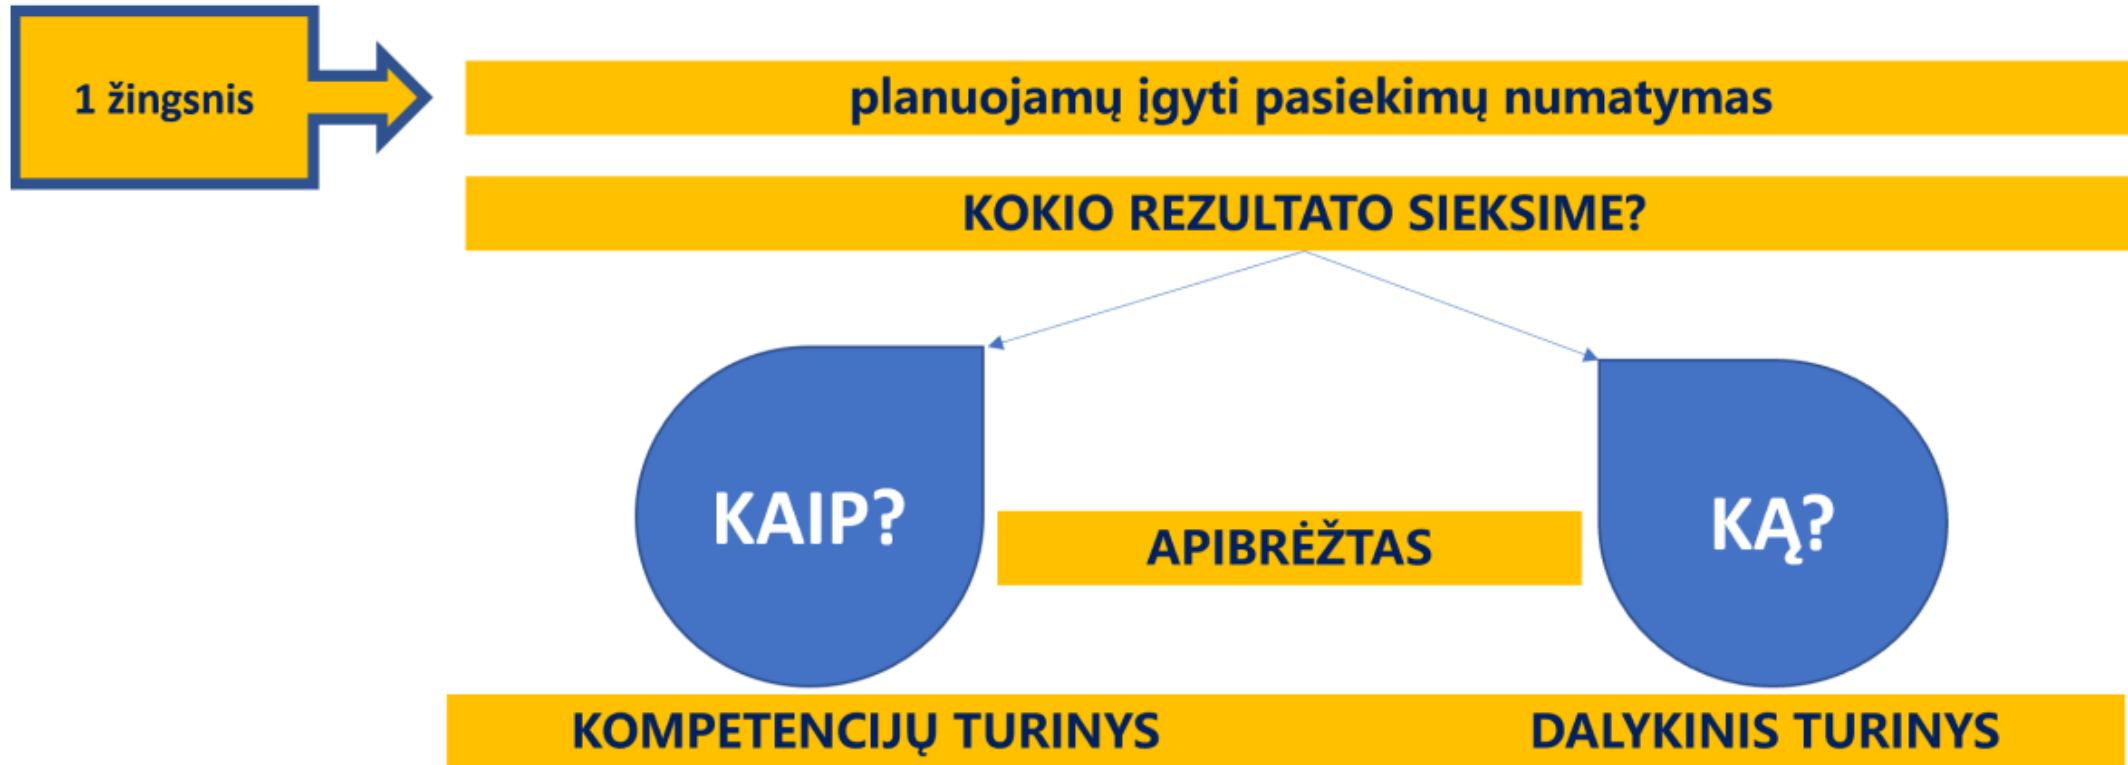 1 žingsnis
planuojamų įgyti pasiekimų numatymas
KOKIO REZULTATO SIEKSIME?
KAIP?
APIBRĖŽTAS
KĄ?
KOMPETENCIJŲ TURINYS
DALYKINIS TURINYS